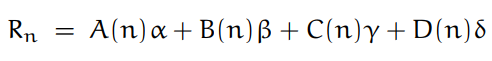 Rₙ = A(n)α + B(n)β + C(n)γ + D(n)δ